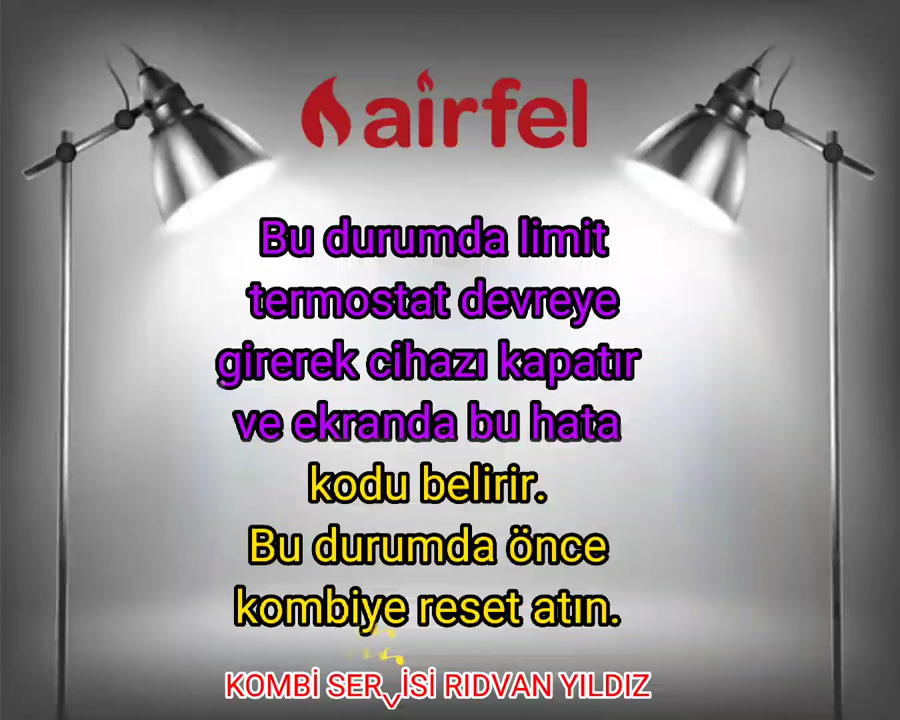 airfel
Bu durumda limit
termostat devreye
girerek cihazı kapatır
ve ekranda bu hata
kodu belirir.
Bu durumda önce
kombiye reset atın.
KOMBİ SERVİSİ RIDVAN YILDIZ